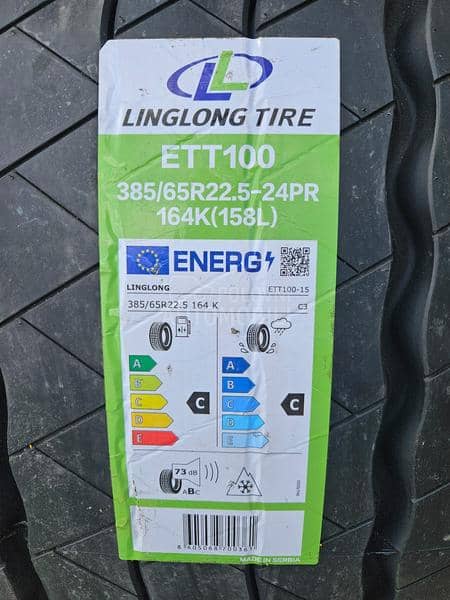 LINGLONG TIRE
ETT100
385/65R22.5-24PR
164K(158L)
ENERG
LINGLONG ETT100-15
385/65R22.5 164 K C3
A A
B B
C C C C
D D
E E
73 dB
ABC
MADE IN SERBIA